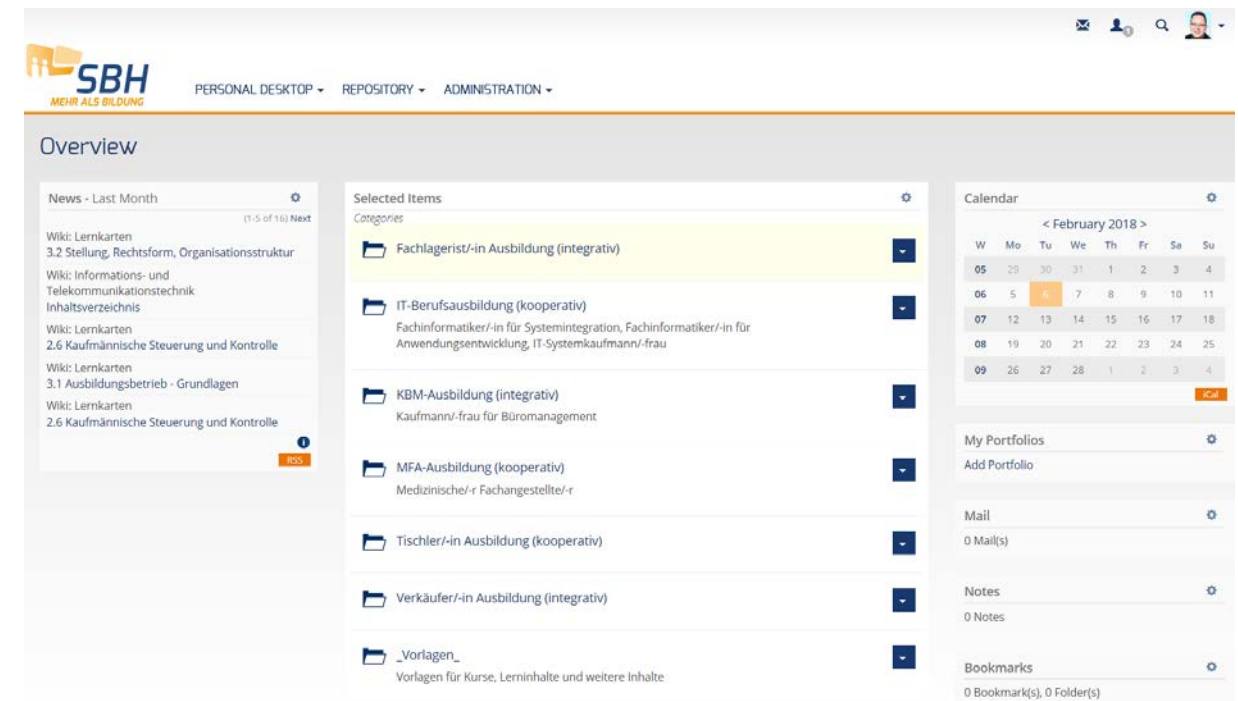 0
SBH
MEHR ALS BILDUNG
PERSONAL DESKTOP
REPOSITORY
ADMINISTRATION
Overview
News - Last Month
(1-5 of 16) Next
Wiki: Lernkarten
3.2 Stellung, Rechtsform, Organisationsstruktur
Wiki: Informations- und
Telekommunikationstechnik
Inhaltsverzeichnis
Wiki: Lernkarten
2.6 Kaufmännische Steuerung und Kontrolle
Wiki: Lernkarten
3.1 Ausbildungsbetrieb - Grundlagen
Wiki: Lernkarten
2.6 Kaufmännische Steuerung und Kontrolle
RSS
Selected Items
Categories
Fachlagerist/-in Ausbildung (integrativ)
IT-Berufsausbildung (kooperativ)
Fachinformatiker/-in für Systemintegration, Fachinformatiker/-in für
Anwendungsentwicklung, IT-Systemkaufmann/-frau
KBM-Ausbildung (integrativ)
Kaufmann/-frau für Büromanagement
MFA-Ausbildung (kooperativ)
Medizinische/-r Fachangestellte/-r
Tischler/-in Ausbildung (kooperativ)
Verkäufer/-in Ausbildung (integrativ)
_Vorlagen_
Vorlagen für Kurse, Lerninhalte und weitere Inhalte
Calendar
< February 2018 >
W Mo Tu We Th Fr Sa Su
05 29 30 31 1 2 3 4
06 5 6 7 8 9 10 11
07 12 13 14 15 16 17 18
08 19 20 21 22 23 24 25
09 26 27 28 1 2 3 4
iCal
My Portfolios
Add Portfolio
Mail
0 Mail(s)
Notes
0 Notes
Bookmarks
0 Bookmark(s), 0 Folder(s)